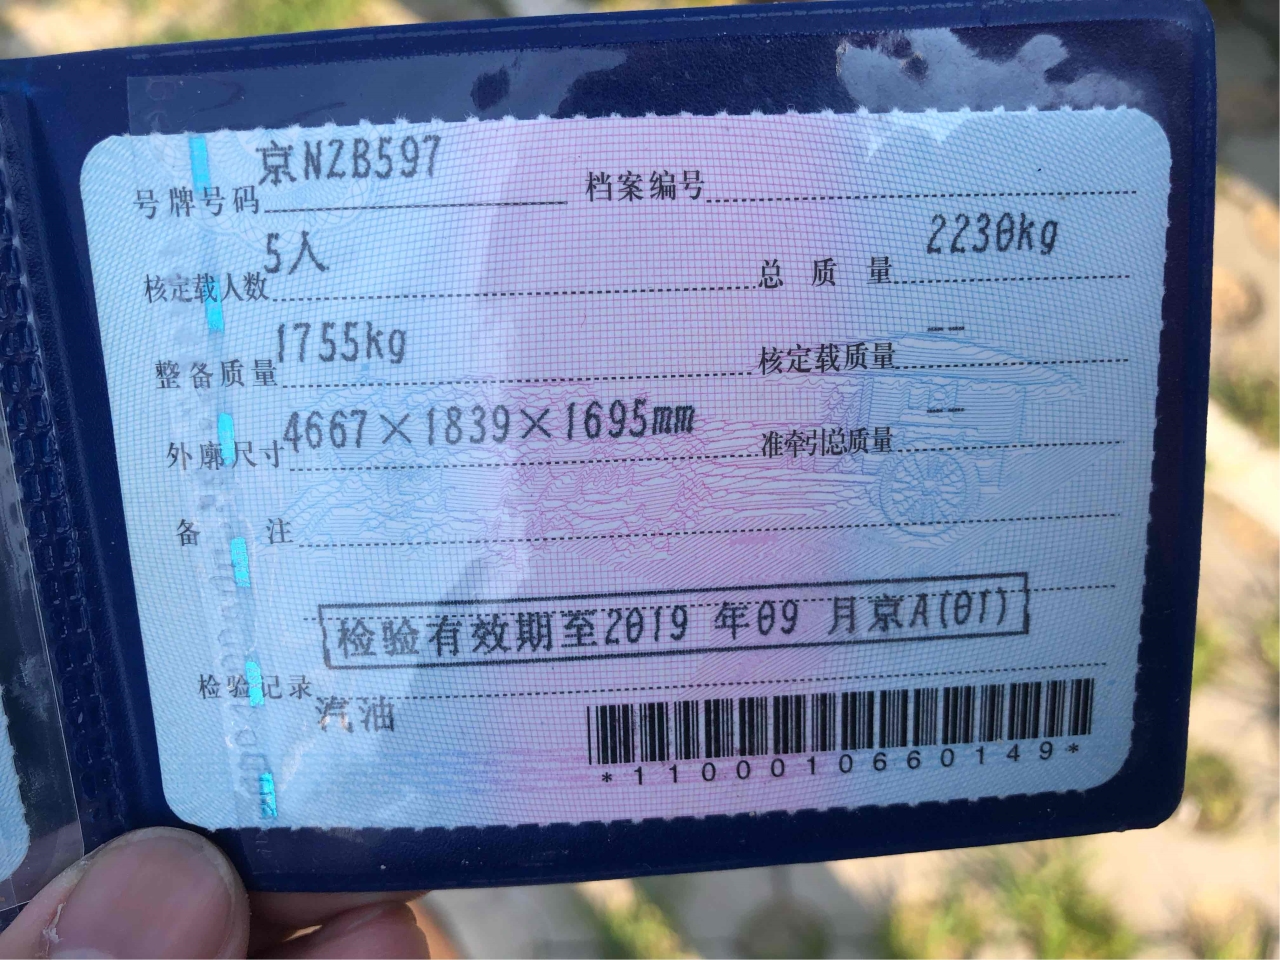 号牌号码 京NZB597 档案编号
核定载人数 5人 总质量 2230kg
整备质量 1755kg 核定载质量 --
外廓尺寸 4667×1839×1695mm 准牵引总质量 --
备注
检验有效期至2019年09月京A(01)
检验记录
汽油
*1100010660149*